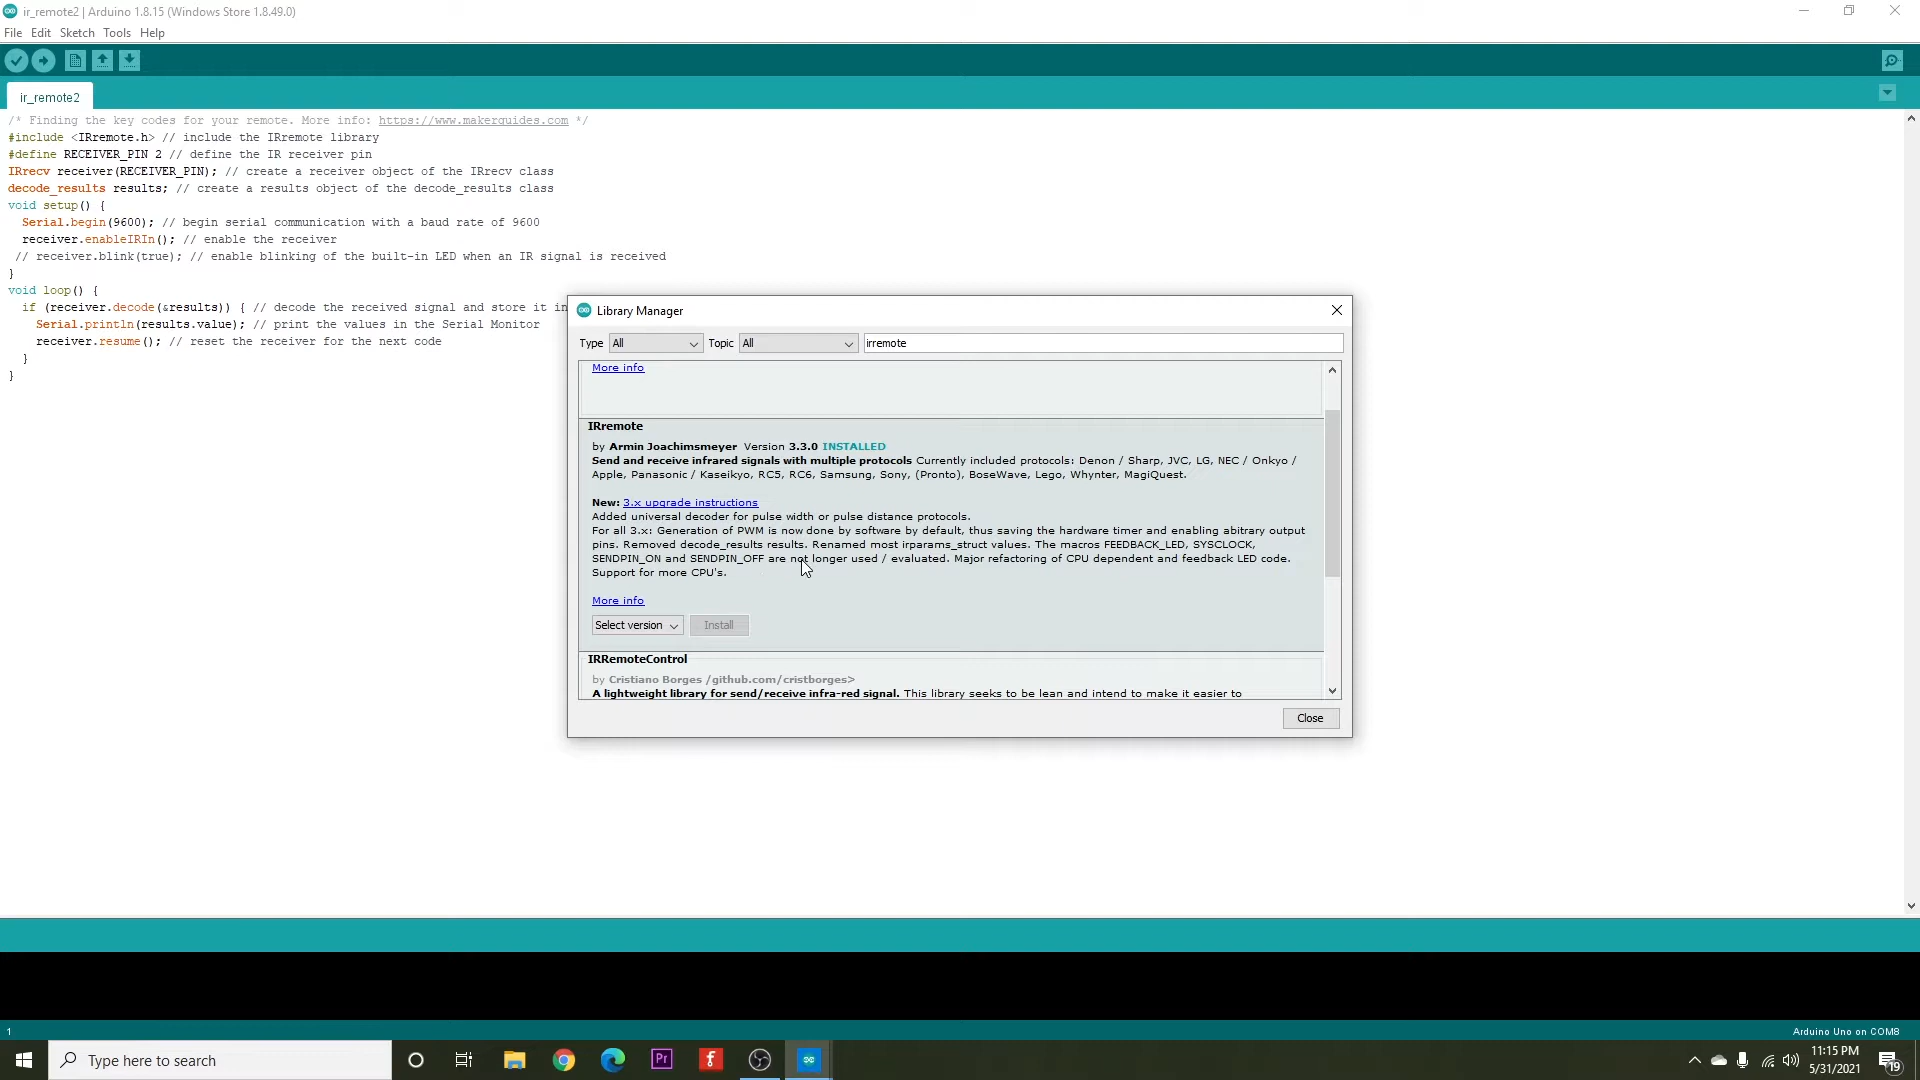 ir_remote2 | Arduino 1.8.15 (Windows Store 1.8.49.0)
File Edit Sketch Tools Help
ir_remote2
/* Finding the key codes for your remote. More info: https://www.makerguides.com */
#include <IRremote.h> // include the IRremote library
#define RECEIVER_PIN 2 // define the IR receiver pin
IRrecv receiver(RECEIVER_PIN); // create a receiver object of the IRrecv class
decode_results results; // create a results object of the decode_results class
void setup() {
Serial.begin(9600); // begin serial communication with a baud rate of 9600
receiver.enableIRIn(); // enable the receiver
// receiver.blink(true); // enable blinking of the built-in LED when an IR signal is received
}
void loop() {
if (receiver.decode(&results)) { // decode the received signal and store it in
Serial.println(results.value); // print the values in the Serial Monitor
receiver.resume(); // reset the receiver for the next code
}
}
Library Manager
Type All Topic All irremote
More info
IRremote
by Armin Joachimsmeyer Version 3.3.0 INSTALLED
Send and receive infrared signals with multiple protocols Currently included protocols: Denon / Sharp, JVC, LG, NEC / Onkyo /
Apple, Panasonic / Kaseikyo, RC5, RC6, Samsung, Sony, (Pronto), BoseWave, Lego, Whynter, MagiQuest.
New: 3.x upgrade instructions
Added universal decoder for pulse width or pulse distance protocols.
For all 3.x: Generation of PWM is now done by software by default, thus saving the hardware timer and enabling abitrary output
pins. Removed decode_results results. Renamed most irparams_struct values. The macros FEEDBACK_LED, SYSCLOCK,
SENDPIN_ON and SENDPIN_OFF are not longer used / evaluated. Major refactoring of CPU dependent and feedback LED code.
Support for more CPU's.
More info
Select version Install
IRRemoteControl
by Cristiano Borges /github.com/cristborges>
A lightweight library for send/receive infra-red signal. This library seeks to be lean and intend to make it easier to
Close
1
Arduino Uno on COM8
Type here to search
Pr
11:15 PM
5/31/2021
19